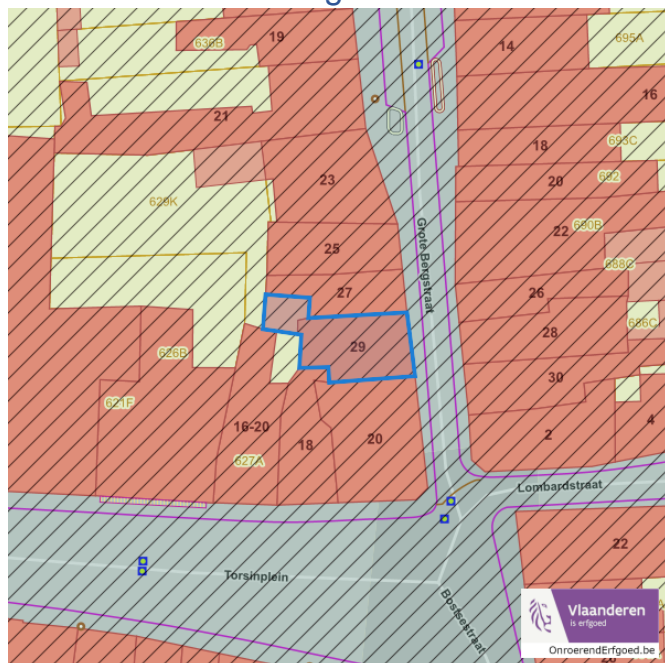 636B
19
14
695A
16
21
693C
18
692
23
20
629K
22
690B
Grote Bergstraat
25
688C
27
26
686C
28
29
626B
30
621F
16-20
4
2
18
20
627A
Lombardstraat
22
Torsinplein
Bostsestraat
Vlaanderen
is erfgoed
OnroerendErfgoed.be